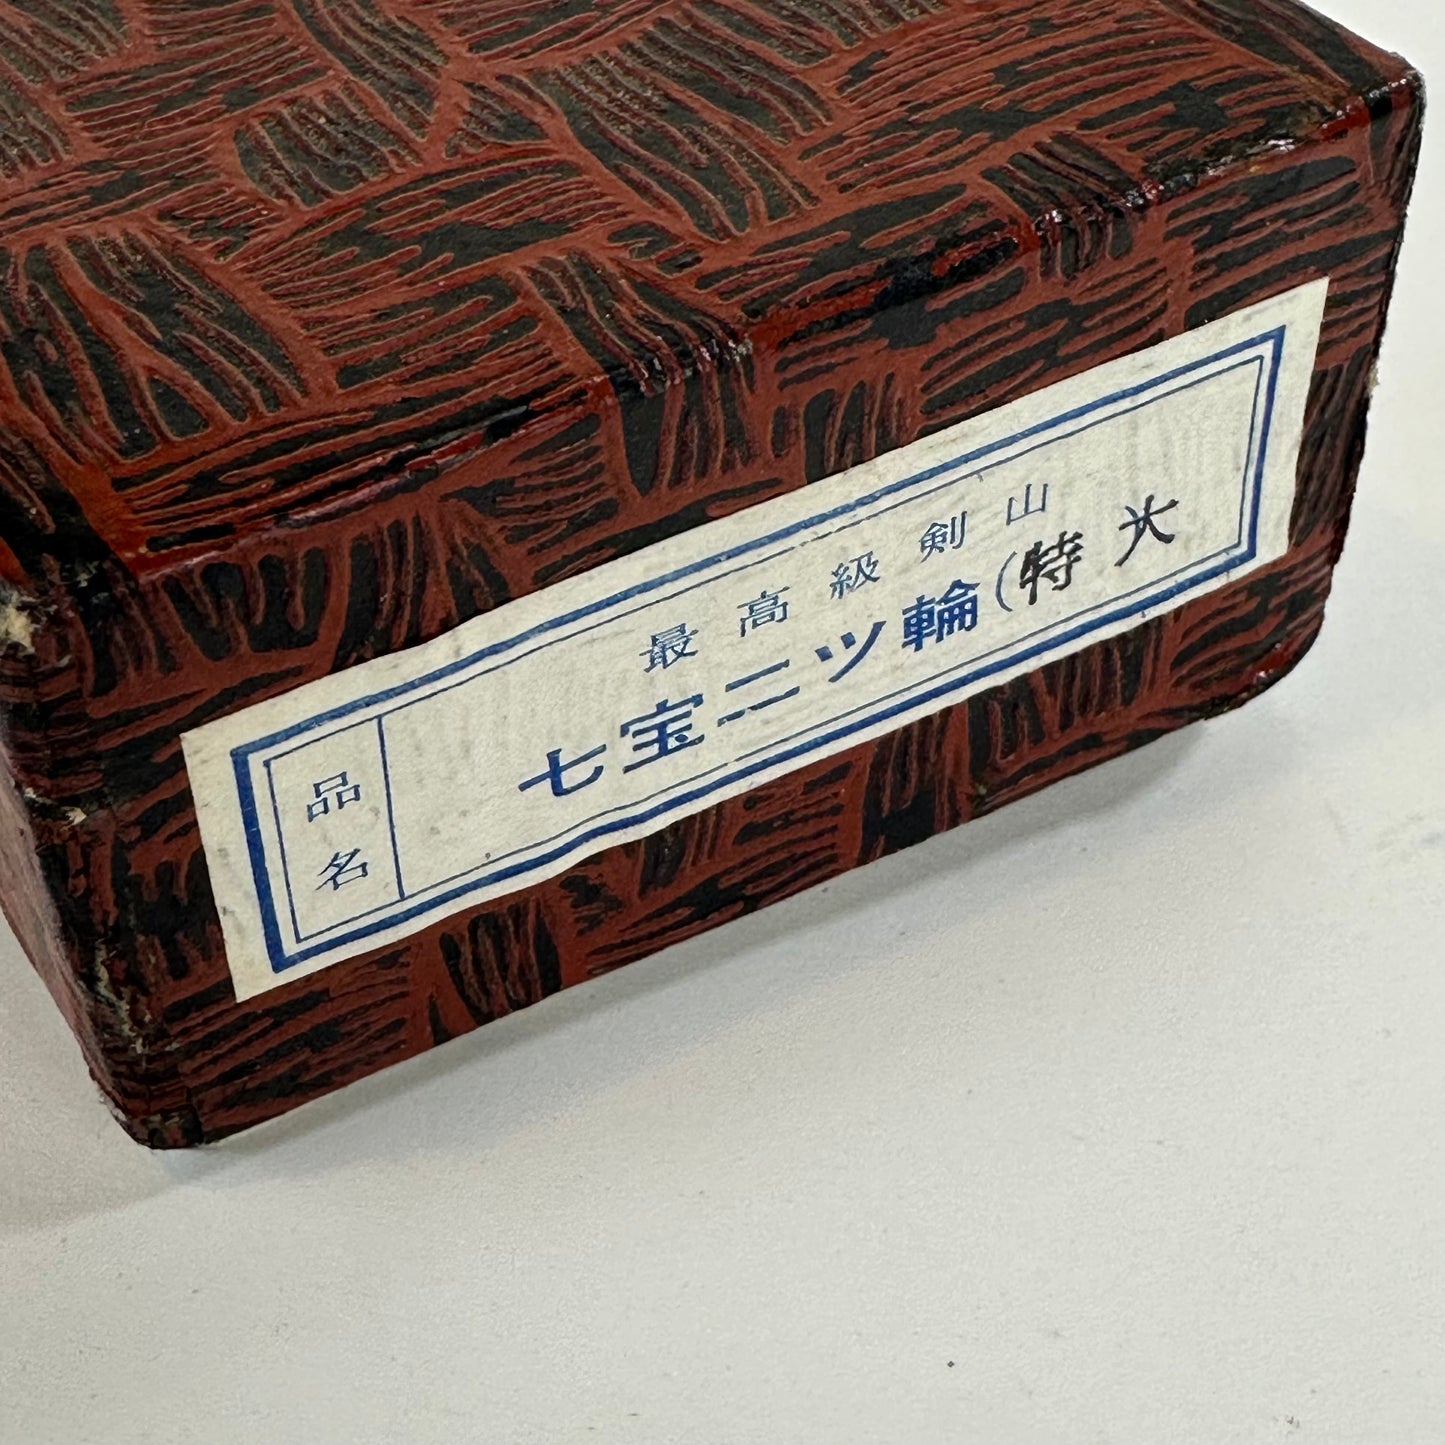 品名
最高級剣山
七宝二ツ輪(特大